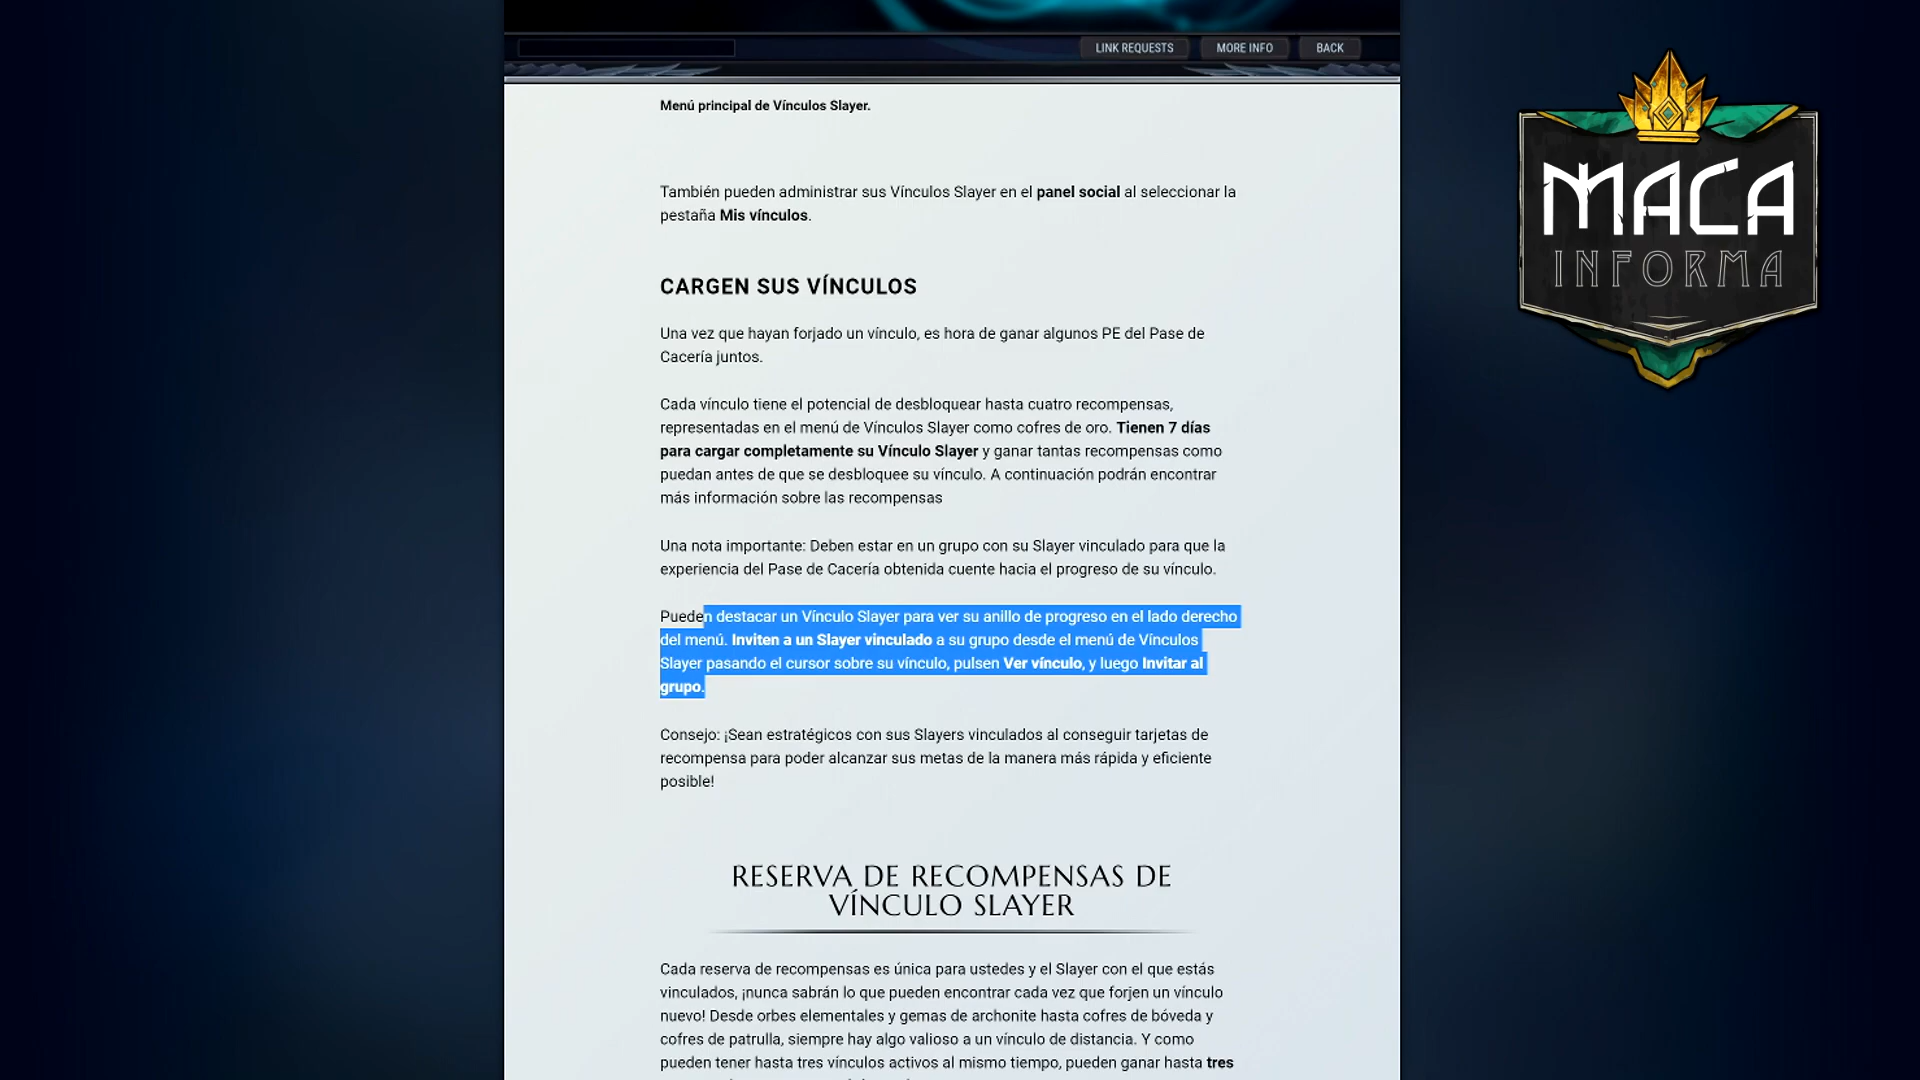 LINK REQUESTS MORE INFO BACK
Menú principal de Vínculos Slayer.
MACA
INFORMA
También pueden administrar sus Vínculos Slayer en el panel social al seleccionar la
pestaña Mis vínculos.
CARGEN SUS VÍNCULOS
Una vez que hayan forjado un vínculo, es hora de ganar algunos PE del Pase de
Cacería juntos.
Cada vínculo tiene el potencial de desbloquear hasta cuatro recompensas,
representadas en el menú de Vínculos Slayer como cofres de oro. Tienen 7 días
para cargar completamente su Vínculo Slayer y ganar tantas recompensas como
puedan antes de que se desbloquee su vínculo. A continuación podrán encontrar
más información sobre las recompensas
Una nota importante: Deben estar en un grupo con su Slayer vinculado para que la
experiencia del Pase de Cacería obtenida cuente hacia el progreso de su vínculo.
Pueden destacar un Vínculo Slayer para ver su anillo de progreso en el lado derecho
del menú. Inviten a un Slayer vinculado a su grupo desde el menú de Vínculos
Slayer pasando el cursor sobre su vínculo, pulsen Ver vínculo, y luego Invitar al
grupo.
Consejo: ¡Sean estratégicos con sus Slayers vinculados al conseguir tarjetas de
recompensa para poder alcanzar sus metas de la manera más rápida y eficiente
posible!
RESERVA DE RECOMPENSAS DE
VÍNCULO SLAYER
Cada reserva de recompensas es única para ustedes y el Slayer con el que estás
vinculados, ¡nunca sabrán lo que pueden encontrar cada vez que forjen un vínculo
nuevo! Desde orbes elementales y gemas de archonite hasta cofres de bóveda y
cofres de patrulla, siempre hay algo valioso a un vínculo de distancia. Y como
pueden tener hasta tres vínculos activos al mismo tiempo, pueden ganar hasta tres